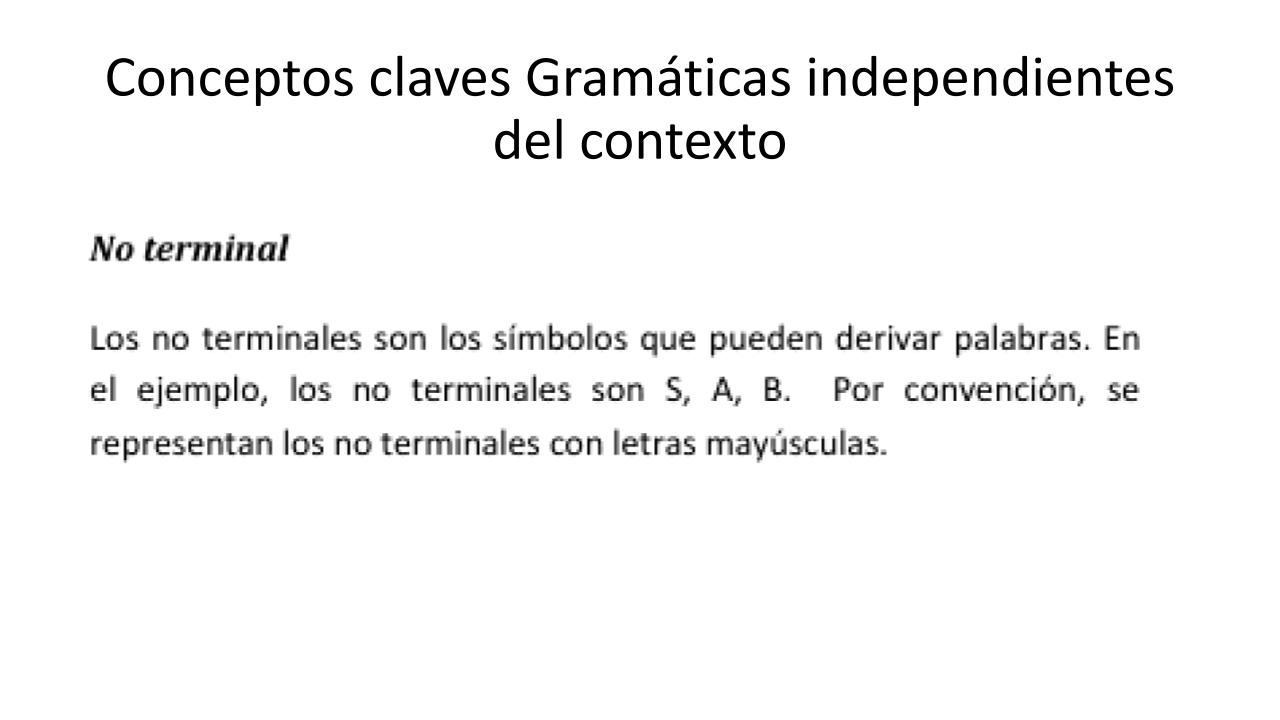 Conceptos claves Gramáticas independientes
del contexto
No terminal
Los no terminales son los símbolos que pueden derivar palabras. En
el ejemplo, los no terminales son S, A, B. Por convención, se
representan los no terminales con letras mayúsculas.